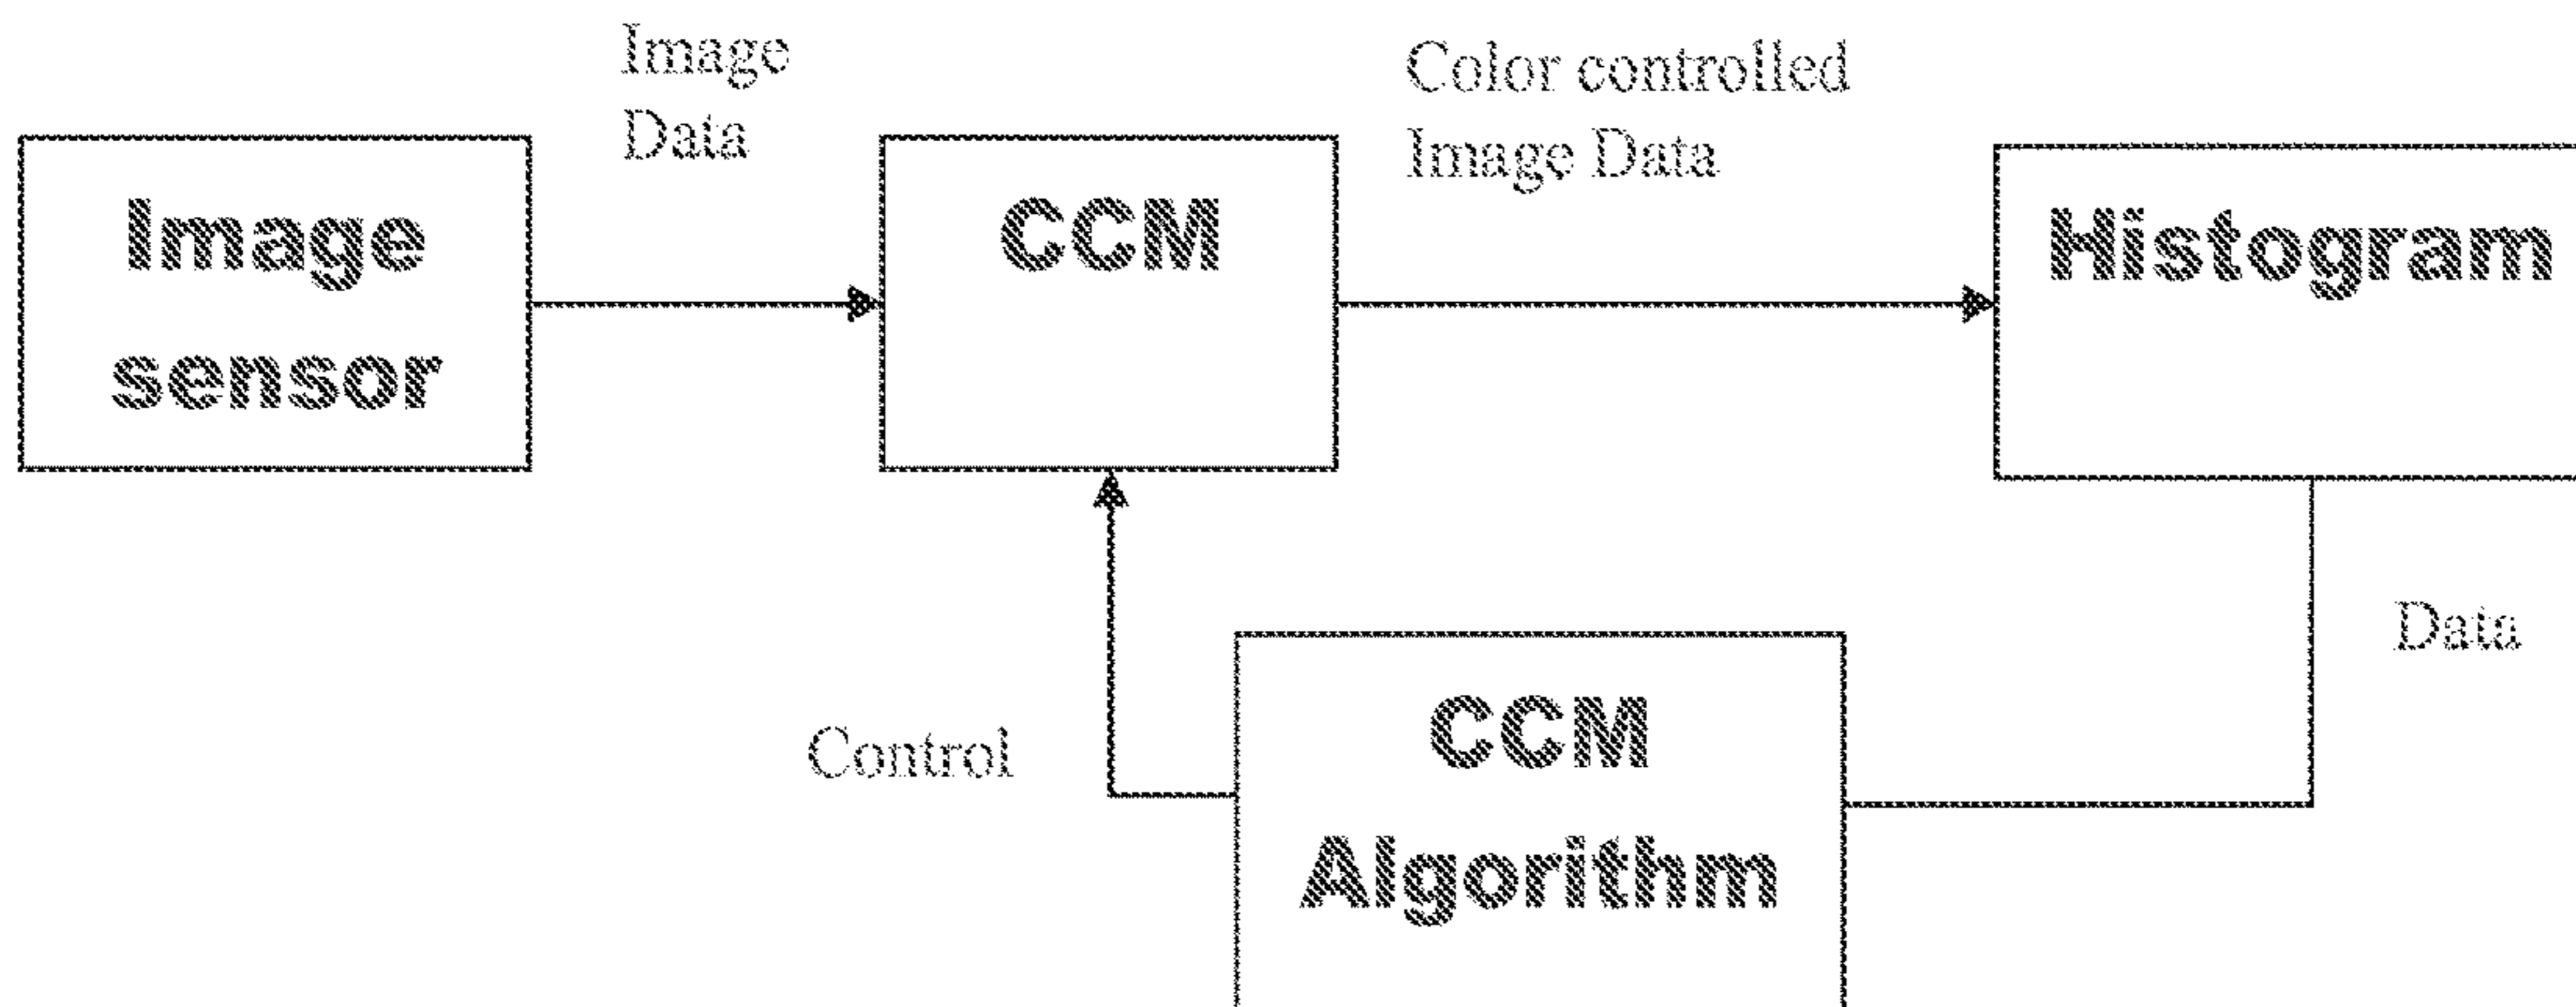 Image
Data
Color controlled
Image Data
Image
sensor
CCM
Histogram
Data
Control
CCM
Algorithm